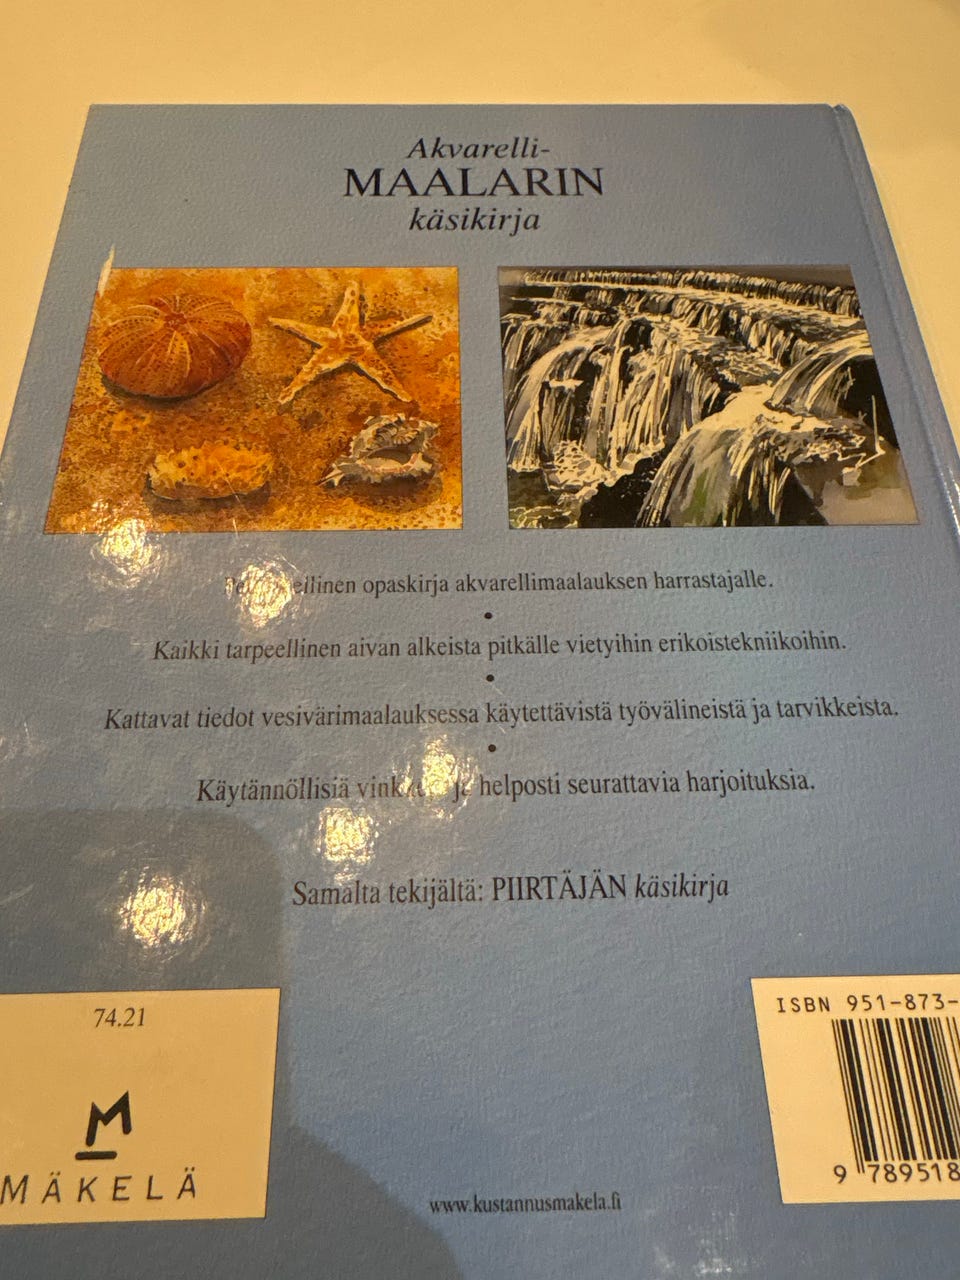 Akvarelli-
MAALARIN
käsikirja
opaskirja akvarellimaalauksen harrastajalle.
•
Kaikki tarpeellinen aivan alkeista pitkälle vietyihin erikoistekniikoihin.
•
Kattavat tiedot vesivärimaalauksessa käytettävistä työvälineistä ja tarvikkeista.
•
Käytännöllisiä helposti seurattavia harjoituksia.
Samalta tekijältä: PIIRTÄJÄN käsikirja
74.21
M
MÄKELÄ
ISBN 951-873-
9 789518
www.kustannusmakela.fi